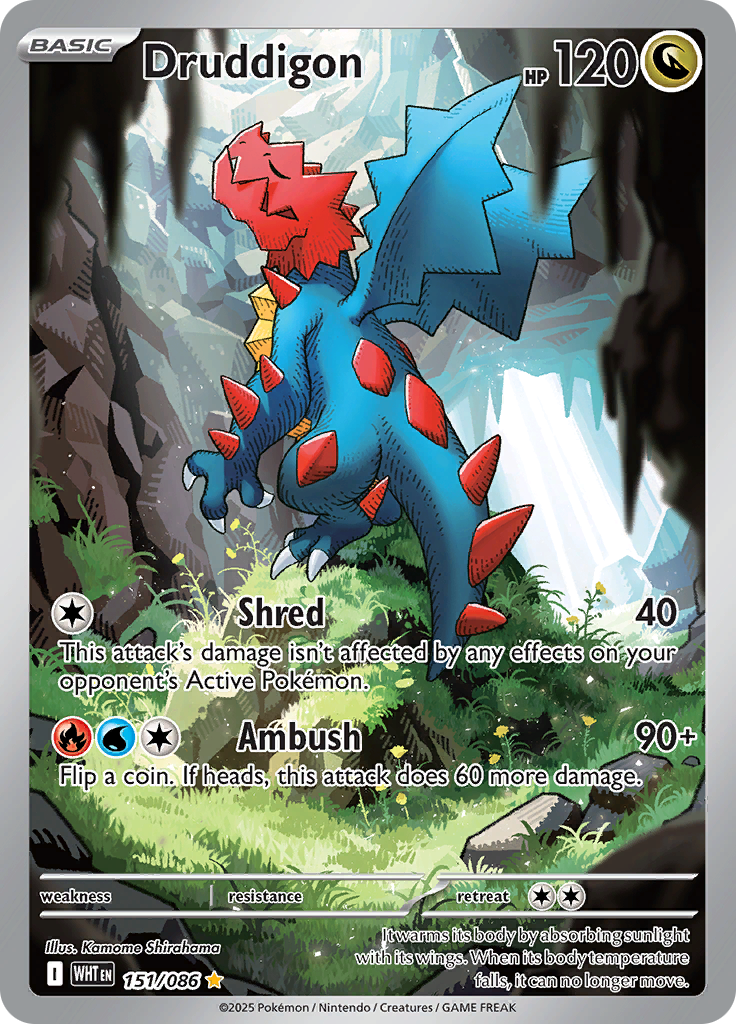 BASIC
Druddigon
HP 120
Shred 40
This attack's damage isn't affected by any effects on your
opponent's Active Pokémon.
Ambush 90+
Flip a coin. If heads, this attack does 60 more damage.
weakness resistance retreat
Illus. Kamome Shirahama
It warms its body by absorbing sunlight
with its wings. When its body temperature
falls, it can no longer move.
I WHT EN 151/086
©2025 Pokémon / Nintendo / Creatures / GAME FREAK